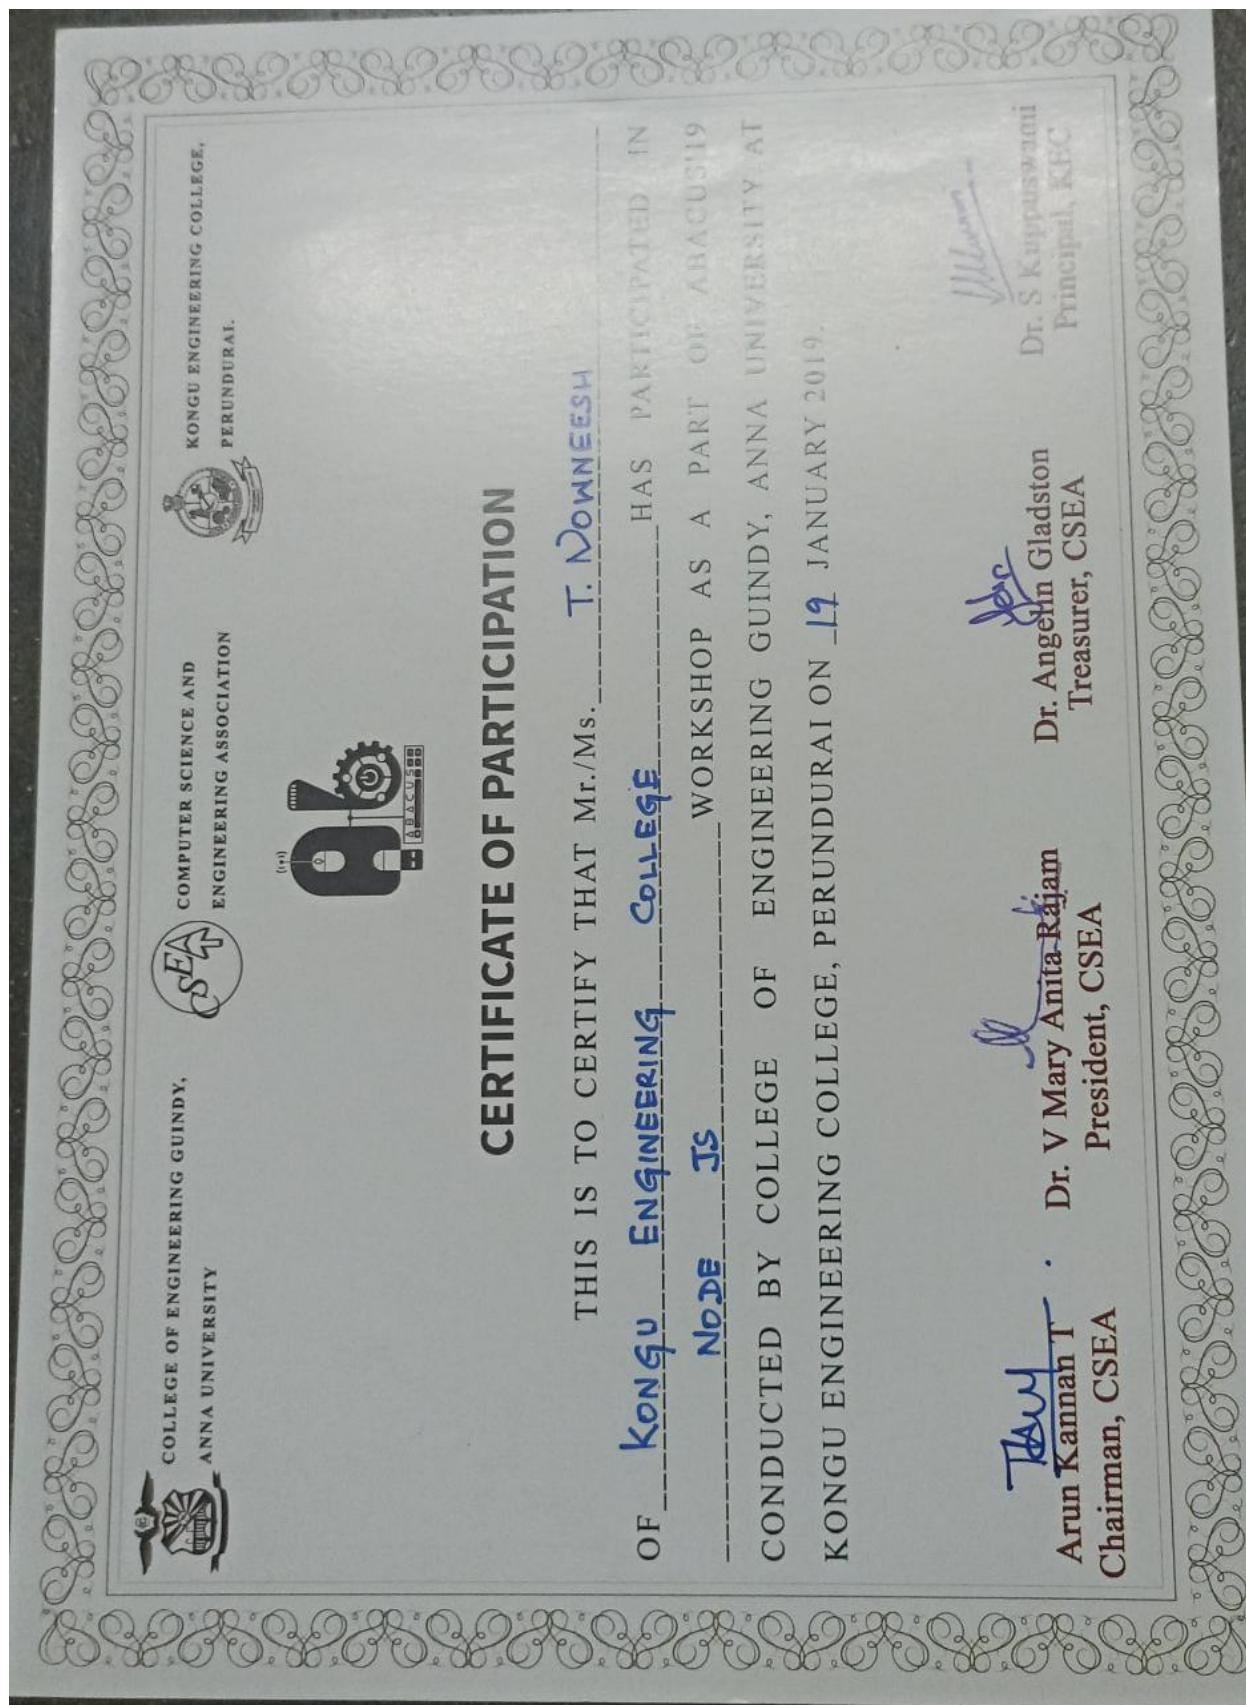 COLLEGE OF ENGINEERING GUINDY,
ANNA UNIVERSITY
CSEA
COMPUTER SCIENCE AND
ENGINEERING ASSOCIATION
KONGU ENGINEERING COLLEGE,
PERUNDURAI.
ABACUS
CERTIFICATE OF PARTICIPATION
THIS IS TO CERTIFY THAT Mr./Ms. T. NOWNEESH
OF KONGU ENGINEERING COLLEGE HAS PARTICIPATED IN
NODE JS WORKSHOP AS A PART OF ABACUS'19
CONDUCTED BY COLLEGE OF ENGINEERING GUINDY, ANNA UNIVERSITY AT
KONGU ENGINEERING COLLEGE, PERUNDURAI ON 19 JANUARY 2019.
Arun Kannan T
Chairman, CSEA
Dr. V Mary Anita Rajam
President, CSEA
Dr. Angelin Gladston
Treasurer, CSEA
Dr. S Kuppuswami
Principal, KEC